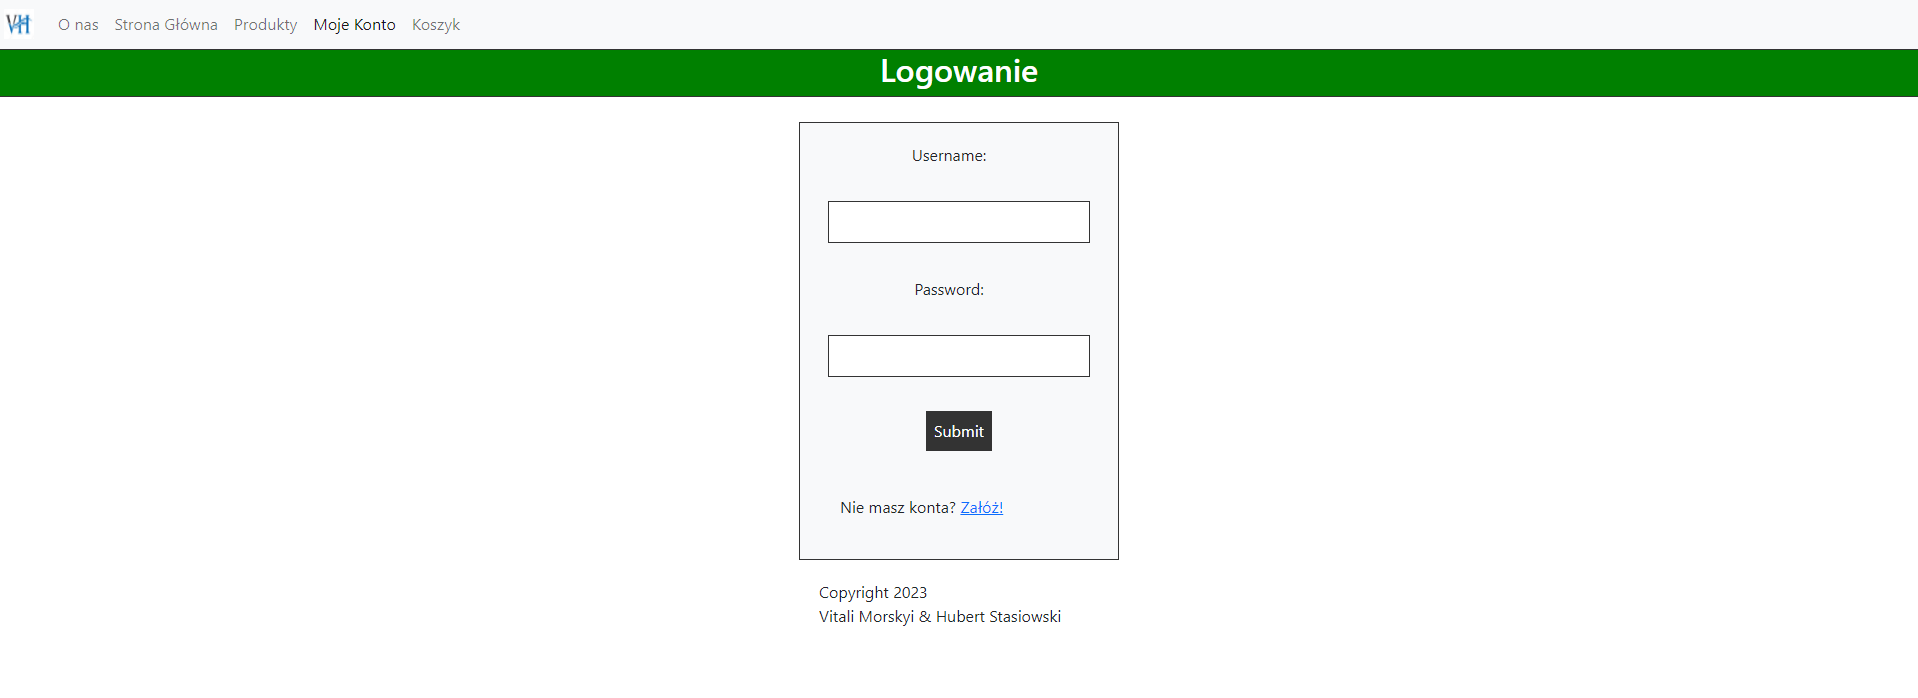 VH
O nas Strona Główna Produkty Moje Konto Koszyk
Logowanie
Username:
Password:
Submit
Nie masz konta? Załóż!
Copyright 2023
Vitali Morskyi & Hubert Stasiowski